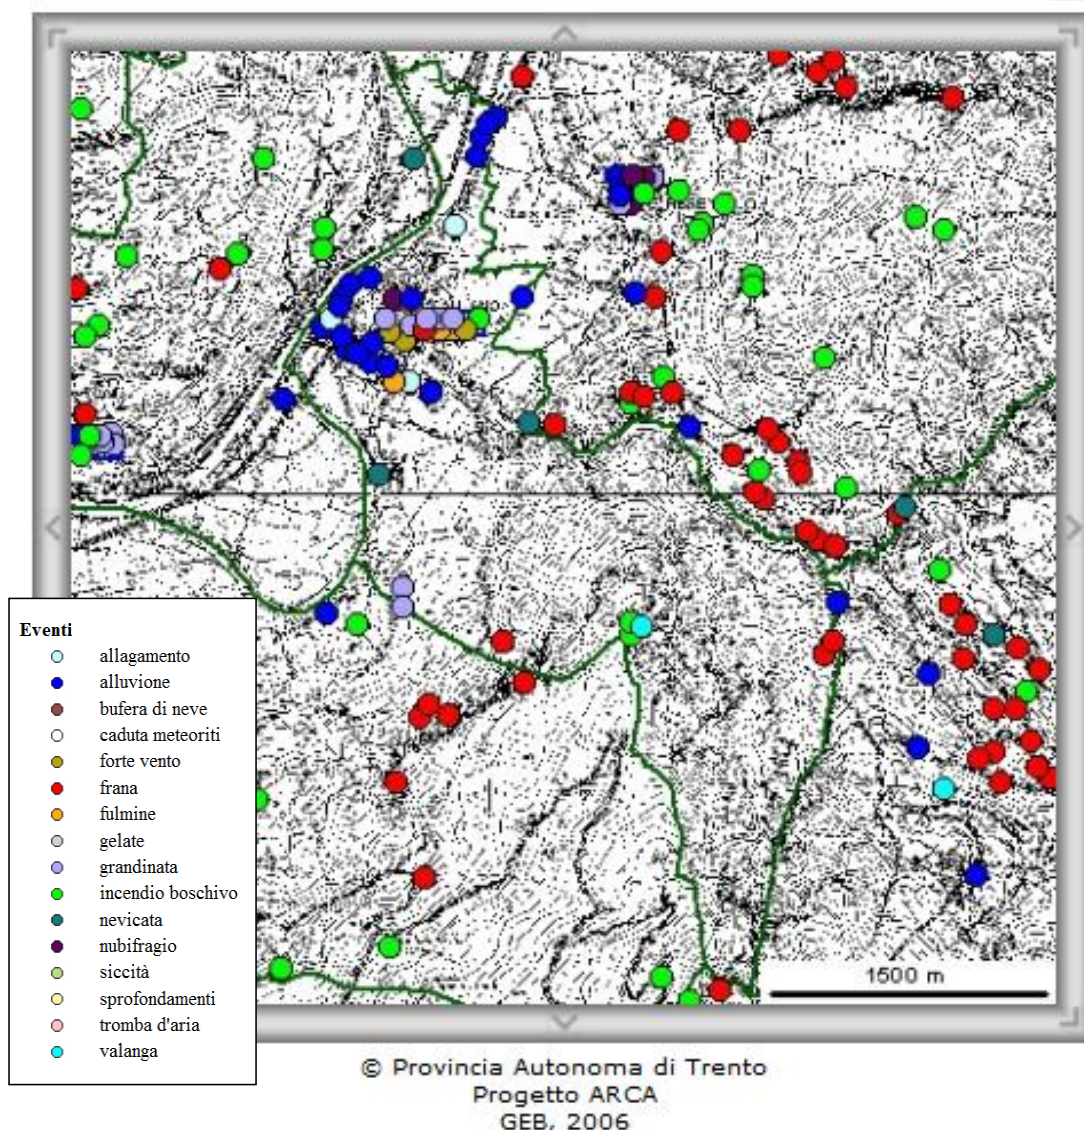 Eventi
allagamento
alluvione
bufera di neve
caduta meteoriti
forte vento
frana
fulmine
gelate
grandinata
incendio boschivo
nevicata
nubifragio
siccità
sprofondamenti
tromba d'aria
valanga
1500 m
© Provincia Autonoma di Trento
Progetto ARCA
GEB, 2006